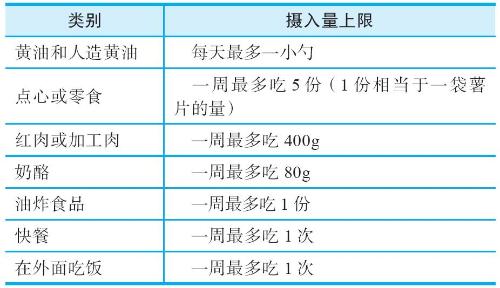 类别 摄入量上限
黄油和人造黄油 每天最多一小勺
点心或零食 一周最多吃 5 份（1 份相当于一袋薯
片的量）
红肉或加工肉 一周最多吃 400g
奶酪 一周最多吃 80g
油炸食品 一周最多吃 1 份
快餐 一周最多吃 1 次
在外面吃饭 一周最多吃 1 次